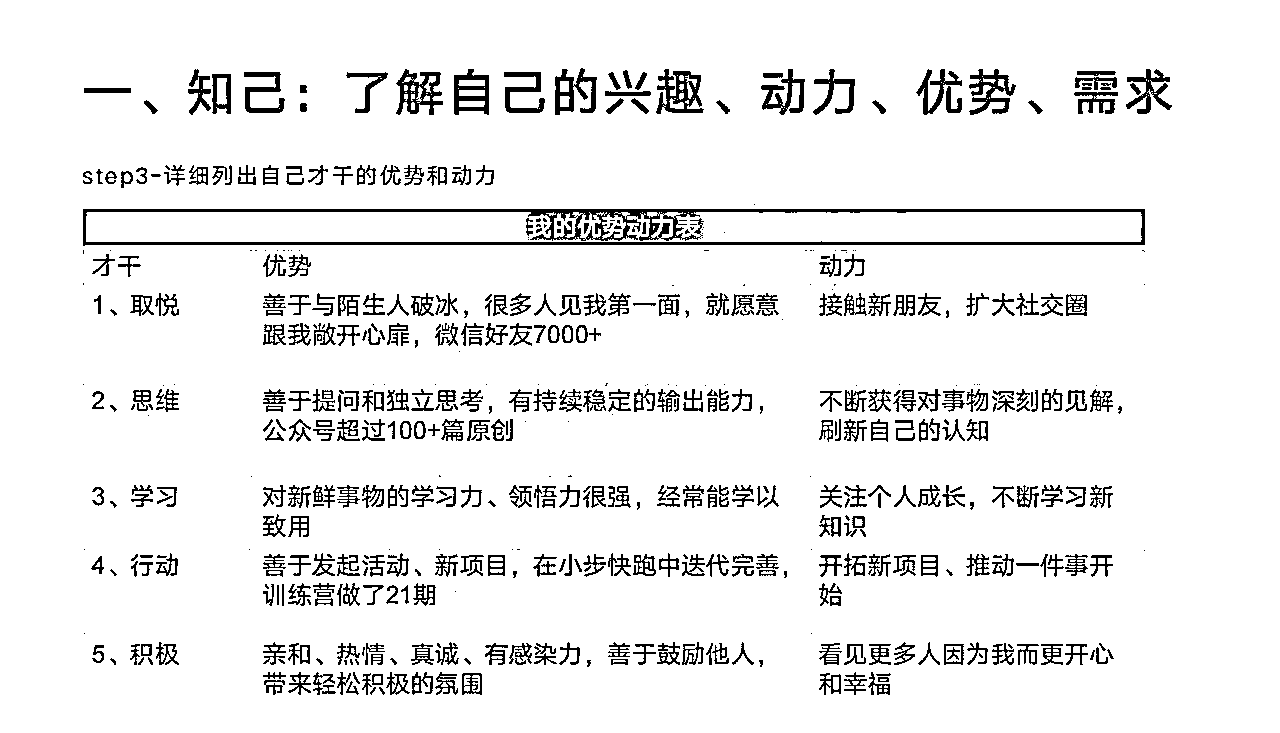 一、知己：了解自己的兴趣、动力、优势、需求
step3-详细列出自己才干的优势和动力
我的优势动力表
才干 优势 动力
1、取悦 善于与陌生人破冰，很多人见我第一面，就愿意 接触新朋友，扩大社交圈
跟我敞开心扉，微信好友7000+
2、思维 善于提问和独立思考，有持续稳定的输出能力， 不断获得对事物深刻的见解，
公众号超过100+篇原创 刷新自己的认知
3、学习 对新鲜事物的学习力、领悟力很强，经常能学以 关注个人成长，不断学习新
致用 知识
4、行动 善于发起活动、新项目，在小步快跑中迭代完善， 开拓新项目、推动一件事开
训练营做了21期 始
5、积极 亲和、热情、真诚、有感染力，善于鼓励他人， 看见更多人因为我而更开心
带来轻松积极的氛围 和幸福